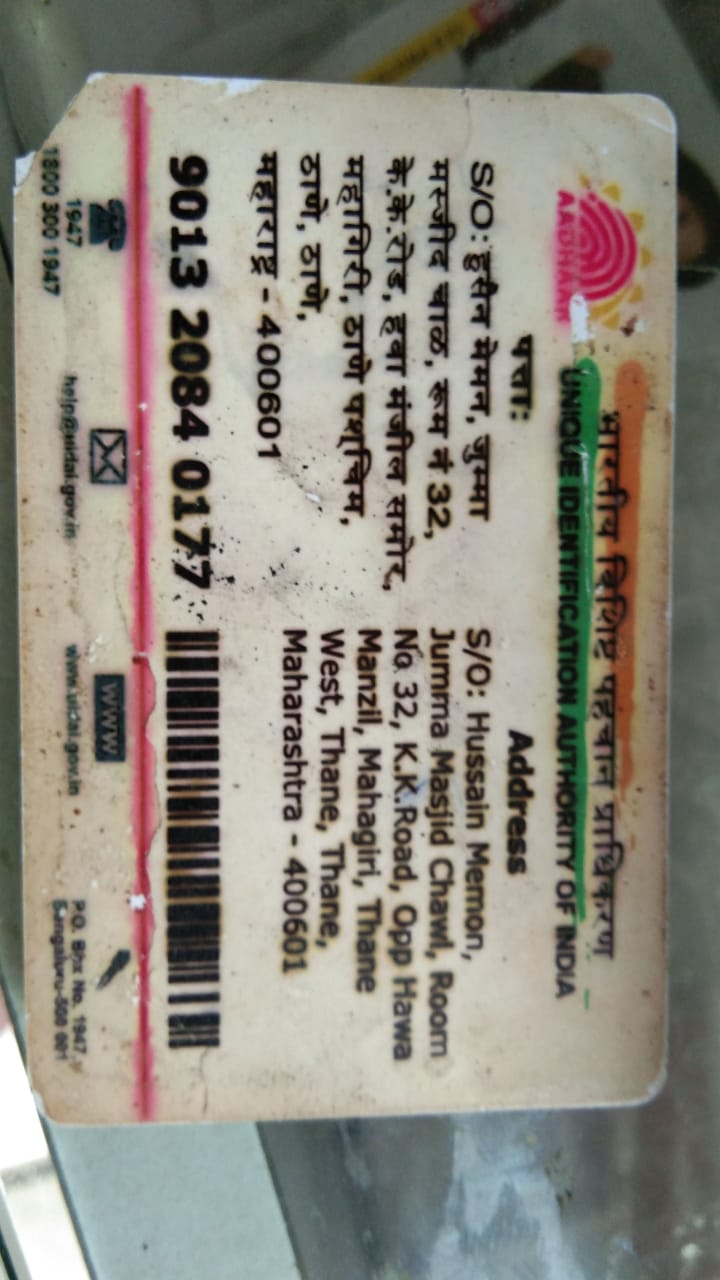 भारतीय विशिष्ट पहचान प्राधिकरण
UNIQUE IDENTIFICATION AUTHORITY OF INDIA
AADHAAR
पत्ता:
S/O: हुसैन मेमन, जुम्मा
मस्जीद चाळ, रूम नं 32,
के.के.रोड, हवा मंजील समोर,
महागिरी, ठाणे पश्चिम,
ठाणे, ठाणे,
महाराष्ट्र - 400601
Address
S/O: Hussain Memon,
Jumma Masjid Chawl, Room
No 32, K.K.Road, Opp Hawa
Manzil, Mahagiri, Thane
West, Thane, Thane,
Maharashtra - 400601
9013 2084 0177
1947
1800 300 1947
help@uidai.gov.in
WWW
www.uidai.gov.in
P.O. Box No. 1947,
Bengaluru-560 001